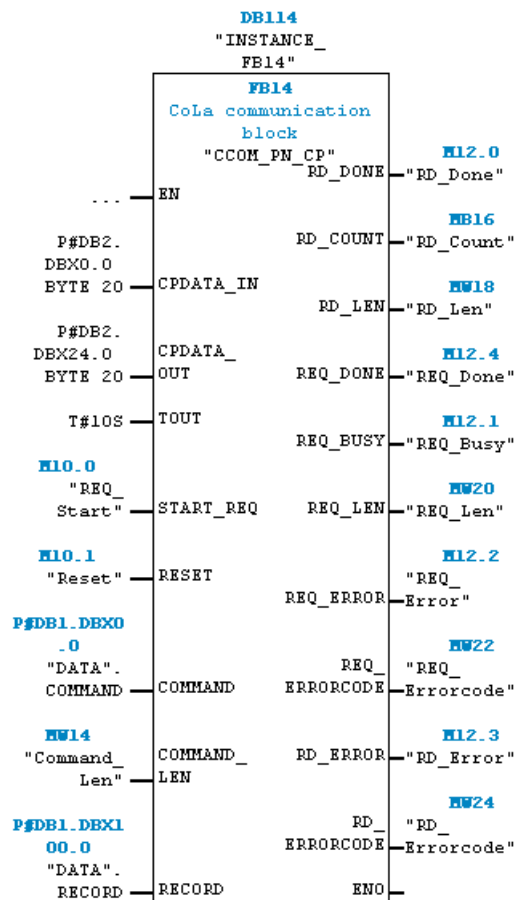 DB114
"INSTANCE_
FB14"
FB14
CoLa communication
block
"CCOM_PN_CP"
... EN
P#DB2.
DBX0.0
BYTE 20 CPDATA_IN
P#DB2.
DBX24.0 CPDATA_
BYTE 20 OUT
T#10S TOUT
M10.0
"REQ_
Start" START_REQ
M10.1
"Reset" RESET
P#DB1.DBX0
.0
"DATA".
COMMAND COMMAND
MW14
"Command_ COMMAND_
Len" LEN
P#DB1.DBX1
00.0
"DATA".
RECORD RECORD
M12.0
RD_DONE "RD_Done"
MB16
RD_COUNT "RD_Count"
MW18
RD_LEN "RD_Len"
M12.4
REQ_DONE "REQ_Done"
M12.1
REQ_BUSY "REQ_Busy"
MW20
REQ_LEN "REQ_Len"
M12.2
"REQ_
REQ_ERROR Error"
MW22
REQ_ "REQ_
ERRORCODE Errorcode"
M12.3
RD_ERROR "RD_Error"
MW24
RD_ "RD_
ERRORCODE Errorcode"
ENO